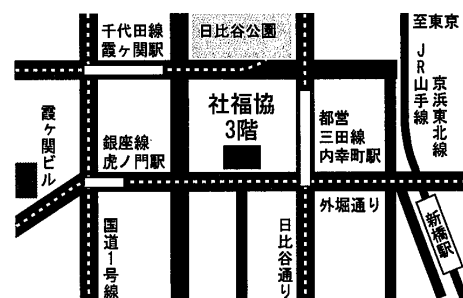 千代田線
霞ヶ関駅
日比谷公園
至東京
JR山手線
京浜東北線
霞ヶ関ビル
銀座線
虎ノ門駅
社福協
3階
都営
三田線
内幸町駅
外堀通り
国道1号線
日比谷通り
新橋駅